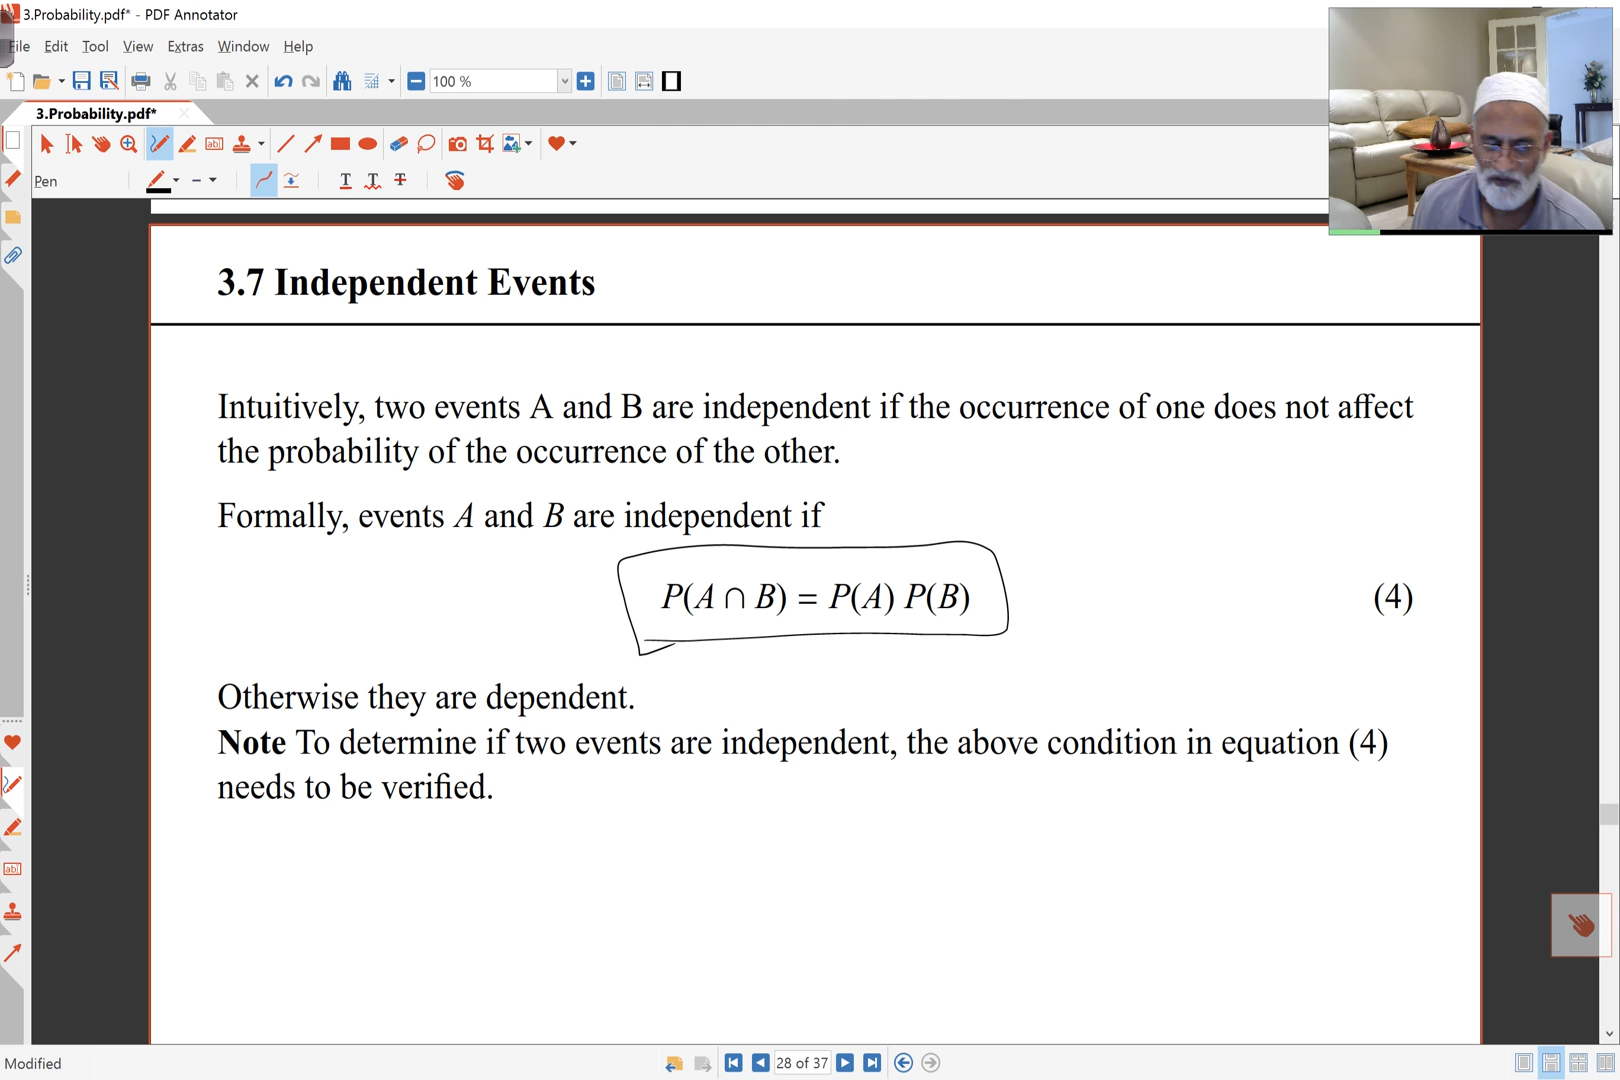 3.Probability.pdf* - PDF Annotator
File Edit Tool View Extras Window Help
100 %
3.Probability.pdf*
Pen
3.7 Independent Events
Intuitively, two events A and B are independent if the occurrence of one does not affect
the probability of the occurrence of the other.
Formally, events A and B are independent if
P(A ∩ B) = P(A) P(B) (4)
Otherwise they are dependent.
Note To determine if two events are independent, the above condition in equation (4)
needs to be verified.
Modified
28 of 37